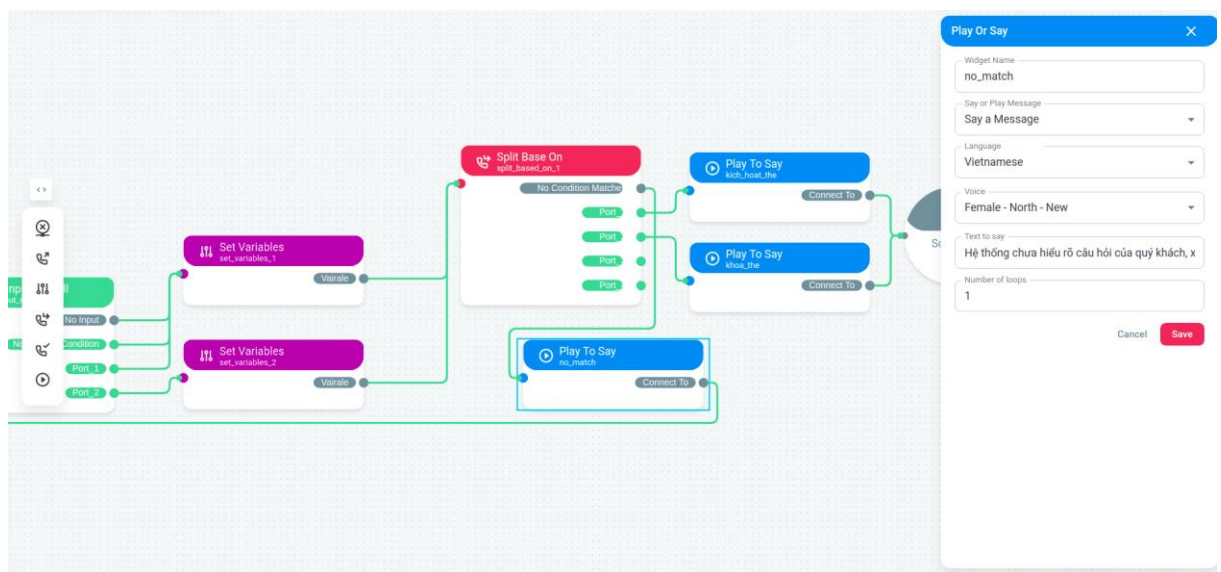 Split Base On
split_based_on_1
No Condition Matche
Port
Port
Port
Port
Play To Say
kich_hoat_the
Connect To
Play To Say
khoa_the
Connect To
Set Variables
set_variables_1
Vairale
Set Variables
set_variables_2
Vairale
No Input
ondition
Port_1
Port_2
Play To Say
no_match
Connect To
Play Or Say
Widget Name
no_match
Say or Play Message
Say a Message
Language
Vietnamese
Voice
Female - North - New
Text to say
Hệ thống chưa hiểu rõ câu hỏi của quý khách, x
Number of loops
1
Cancel
Save